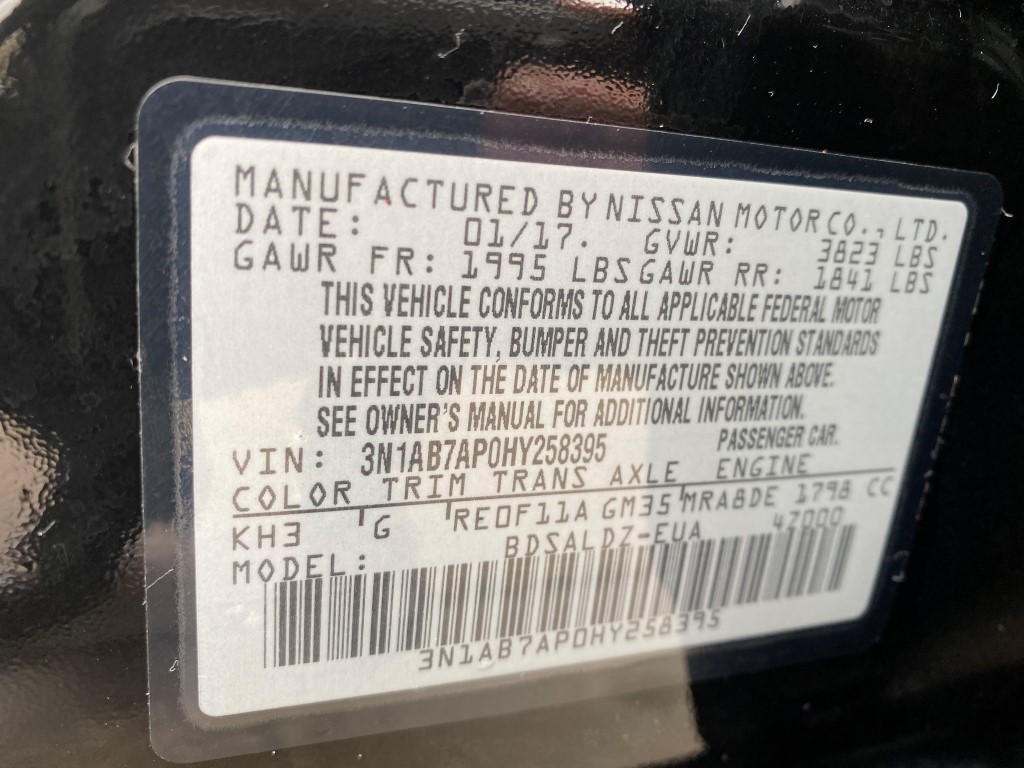 MANUFACTURED BY NISSAN MOTOR CO., LTD.
DATE: 01/17. GVWR: 3823 LBS
GAWR FR: 1995 LBS GAWR RR: 1841 LBS
THIS VEHICLE CONFORMS TO ALL APPLICABLE FEDERAL MOTOR
VEHICLE SAFETY, BUMPER AND THEFT PREVENTION STANDARDS
IN EFFECT ON THE DATE OF MANUFACTURE SHOWN ABOVE.
SEE OWNER'S MANUAL FOR ADDITIONAL INFORMATION.
VIN: 3N1AB7AP0HY258395 PASSENGER CAR.
COLOR TRIM TRANS AXLE ENGINE
KH3 G RE0F11A GM35 MRA8DE 1798 CC
MODEL: BDSALDZ-EUA 47000
3N1AB7AP0HY258395